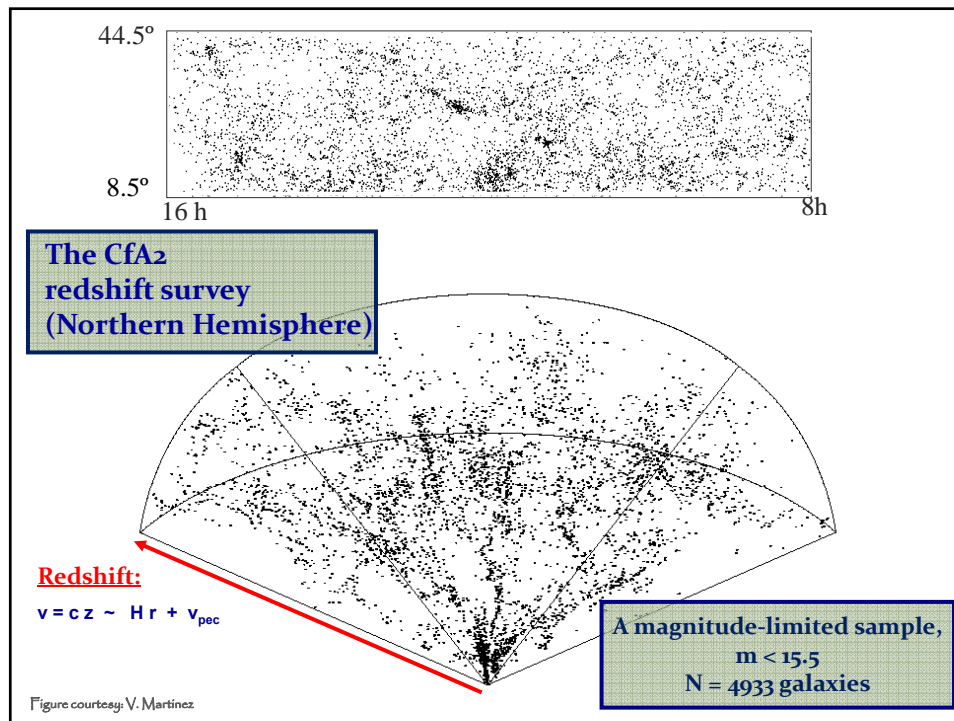 44.5º
8.5º
16 h
8h
The CfA2
redshift survey
(Northern Hemisphere)
Redshift:
v = c z ~ H r + vpec
A magnitude-limited sample,
m < 15.5
N = 4933 galaxies
Figure courtesy: V. Martinez